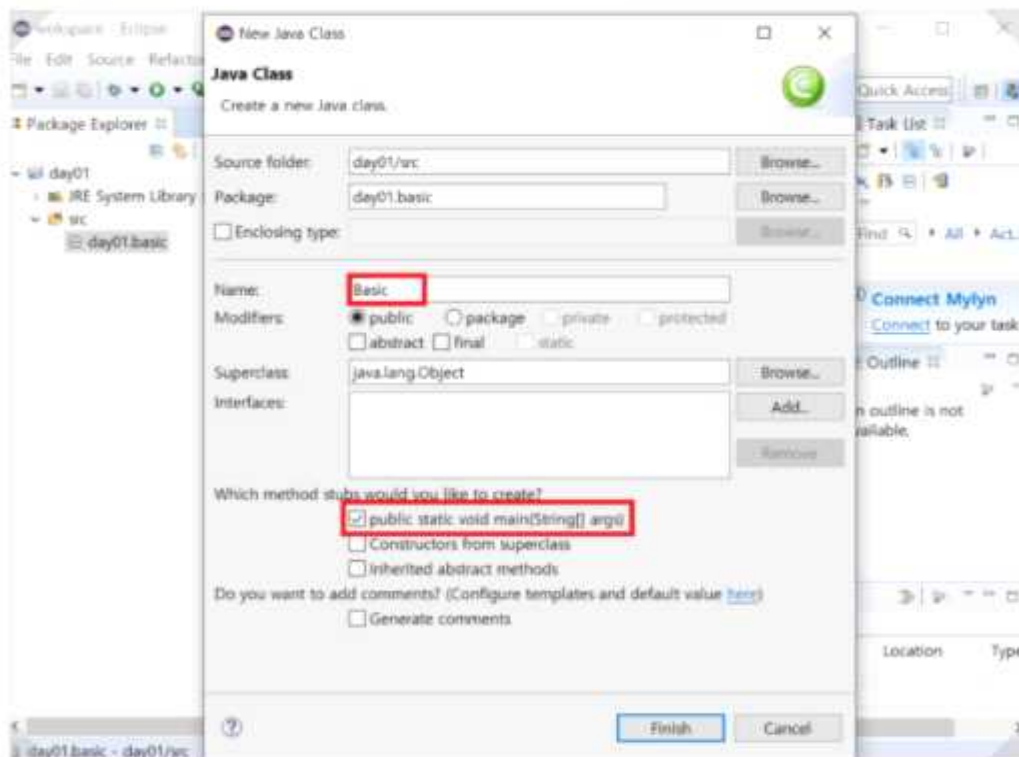 workspace - Eclipse
File Edit Source Refactor
Quick Access
Package Explorer
day01
JRE System Library
src
day01.basic
New Java Class
Java Class
Create a new Java class.
Source folder: day01/src Browse...
Package: day01.basic Browse...
Enclosing type: Browse...
Name: Basic
Modifiers: public package private protected
abstract final static
Superclass: java.lang.Object Browse...
Interfaces: Add...
Remove
Which method stubs would you like to create?
public static void main(String[] args)
Constructors from superclass
Inherited abstract methods
Do you want to add comments? (Configure templates and default value here)
Generate comments
Finish Cancel
Task List
Find All Act...
Connect Mylyn
Connect to your task
Outline
n outline is not
vailable.
Location Type
day01.basic - day01/src